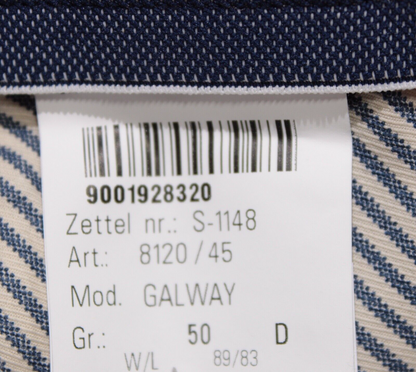 9001928320
Zettel nr.: S-1148
Art.: 8120/45
Mod. GALWAY
Gr.: 50 D
W/L 89/83